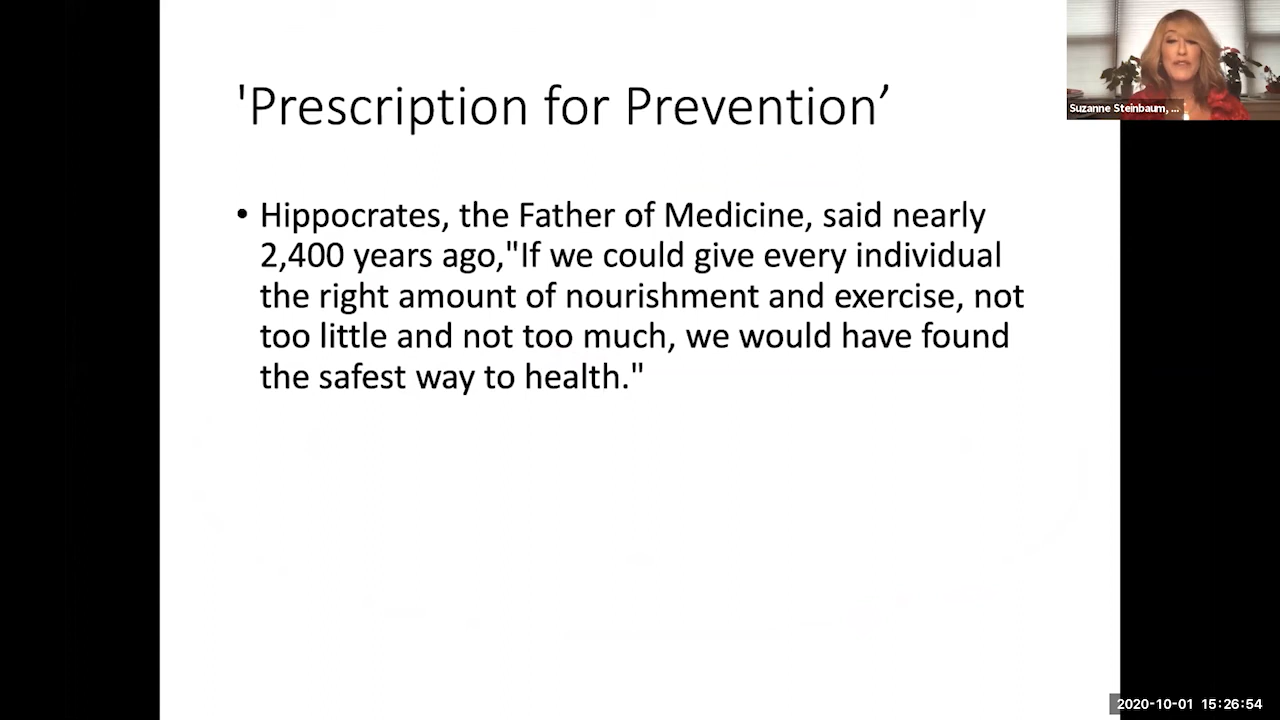 'Prescription for Prevention’
Suzanne Steinbaum, ...
• Hippocrates, the Father of Medicine, said nearly
2,400 years ago,"If we could give every individual
the right amount of nourishment and exercise, not
too little and not too much, we would have found
the safest way to health."
2020-10-01 15:26:54